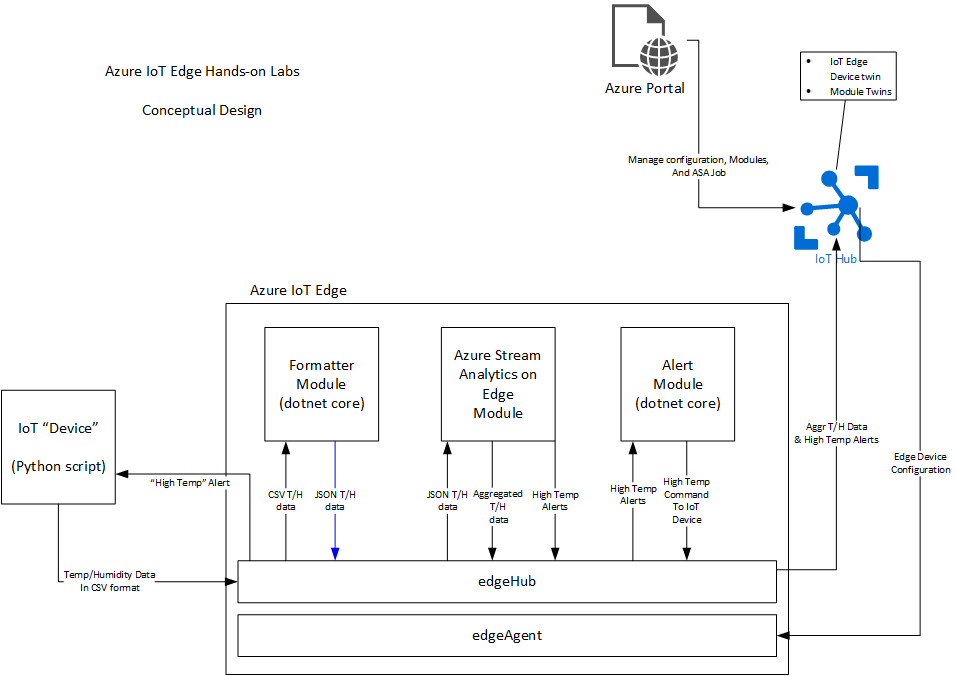 Azure IoT Edge Hands-on Labs
Conceptual Design
Azure Portal
• IoT Edge
Device twin
• Module Twins
Manage configuration, Modules,
And ASA Job
IoT Hub
Azure IoT Edge
Formatter
Module
(dotnet core)
Azure Stream
Analytics on
Edge
Module
Alert
Module
(dotnet core)
IoT “Device”
(Python script)
“High Temp” Alert
CSV T/H
data
JSON T/H
data
JSON T/H
data
Aggregated
T/H
data
High Temp
Alerts
High Temp
Alerts
High Temp
Command
To IoT
Device
Aggr T/H Data
& High Temp Alerts
Edge Device
Configuration
Temp/Humidity Data
In CSV format
edgeHub
edgeAgent